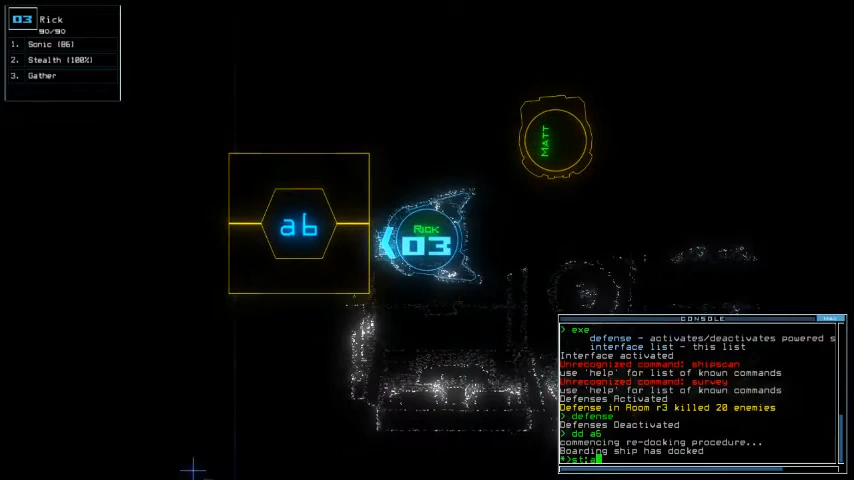 03 Rick
90/90
1. Sonic (86)
2. Stealth (100%)
3. Gather
MATT
a6
Rick
03
CONSOLE
> exe
defense - activates/deactivates powered s
interface list - this list
Interface activated
Unrecognized command: shipscan
use 'help' for list of known commands
Unrecognized command: survey
use 'help' for list of known commands
Defenses Activated
Defense in Room r3 killed 20 enemies
> defense
Defenses Deactivated
> dd a6
commencing re-docking procedure...
Boarding ship has docked
*>st;a